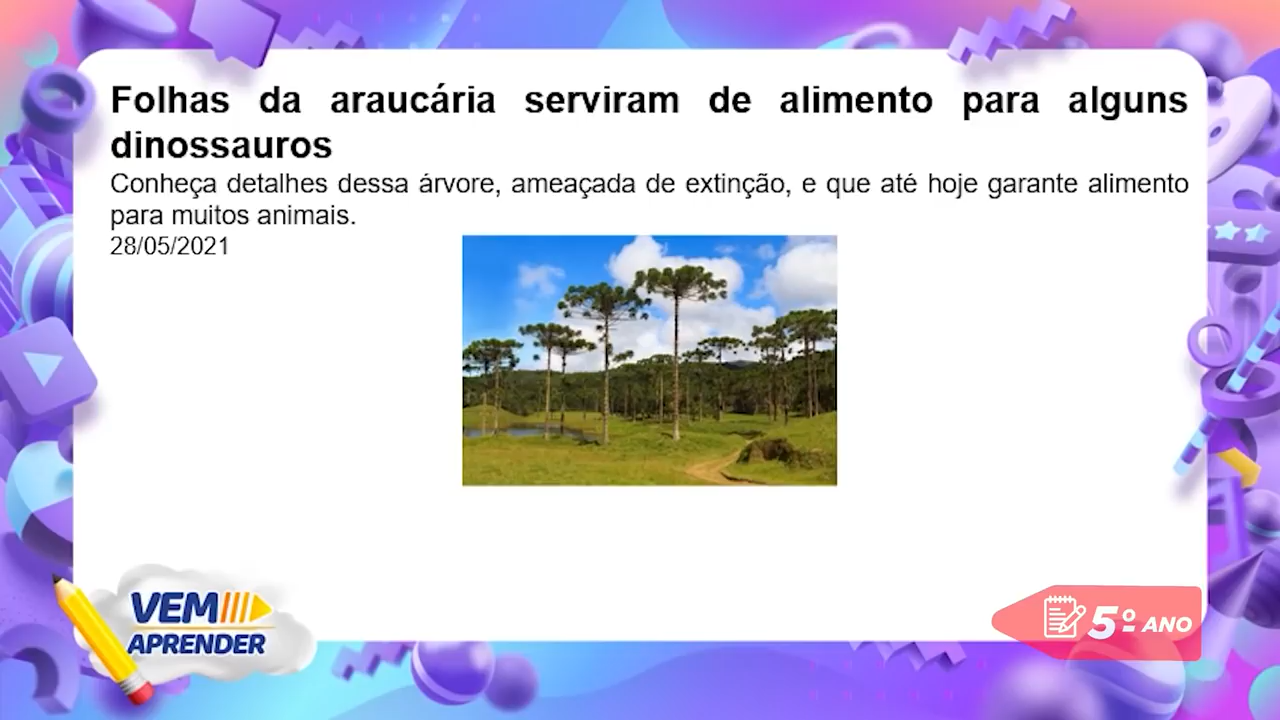 Folhas da araucária serviram de alimento para alguns
dinossauros
Conheça detalhes dessa árvore, ameaçada de extinção, e que até hoje garante alimento
para muitos animais.
28/05/2021
VEM
APRENDER
5º ANO